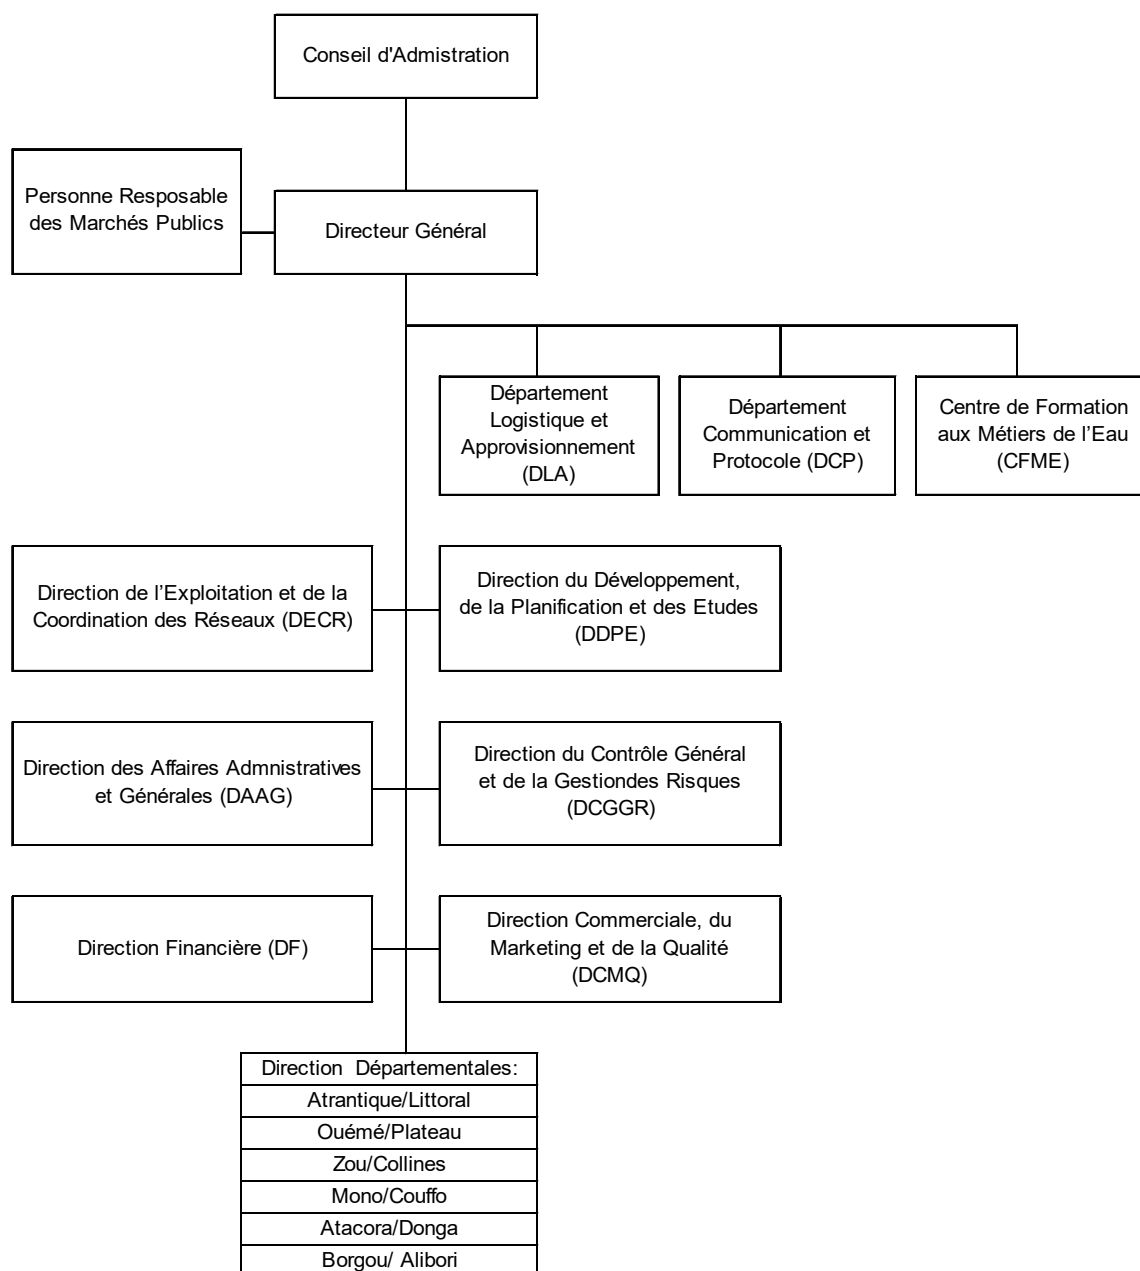 Conseil d'Admistration
Personne Resposable
des Marchés Publics
Directeur Général
Département
Logistique et
Approvisionnement
(DLA)
Département
Communication et
Protocole (DCP)
Centre de Formation
aux Métiers de l’Eau
(CFME)
Direction de l’Exploitation et de la
Coordination des Réseaux (DECR)
Direction du Développement,
de la Planification et des Etudes
(DDPE)
Direction des Affaires Admnistratives
et Générales (DAAG)
Direction du Contrôle Général
et de la Gestiondes Risques
(DCGGR)
Direction Financière (DF)
Direction Commerciale, du
Marketing et de la Qualité
(DCMQ)
Direction Départementales:
Atrantique/Littoral
Ouémé/Plateau
Zou/Collines
Mono/Couffo
Atacora/Donga
Borgou/ Alibori